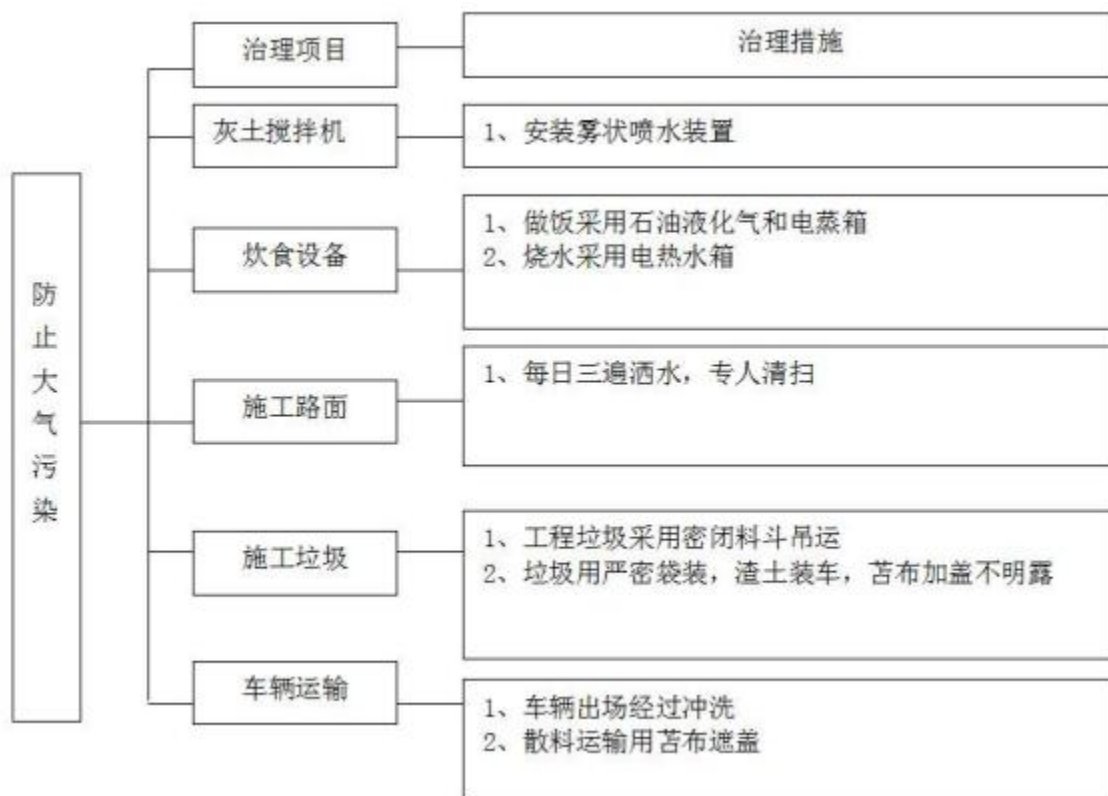 防止大气污染
治理项目
治理措施
灰土搅拌机
1、安装雾状喷水装置
炊食设备
1、做饭采用石油液化气和电蒸箱
2、烧水采用电热水箱
施工路面
1、每日三遍洒水，专人清扫
施工垃圾
1、工程垃圾采用密闭料斗吊运
2、垃圾用严密袋装，渣土装车，苫布加盖不明露
车辆运输
1、车辆出场经过冲洗
2、散料运输用苫布遮盖